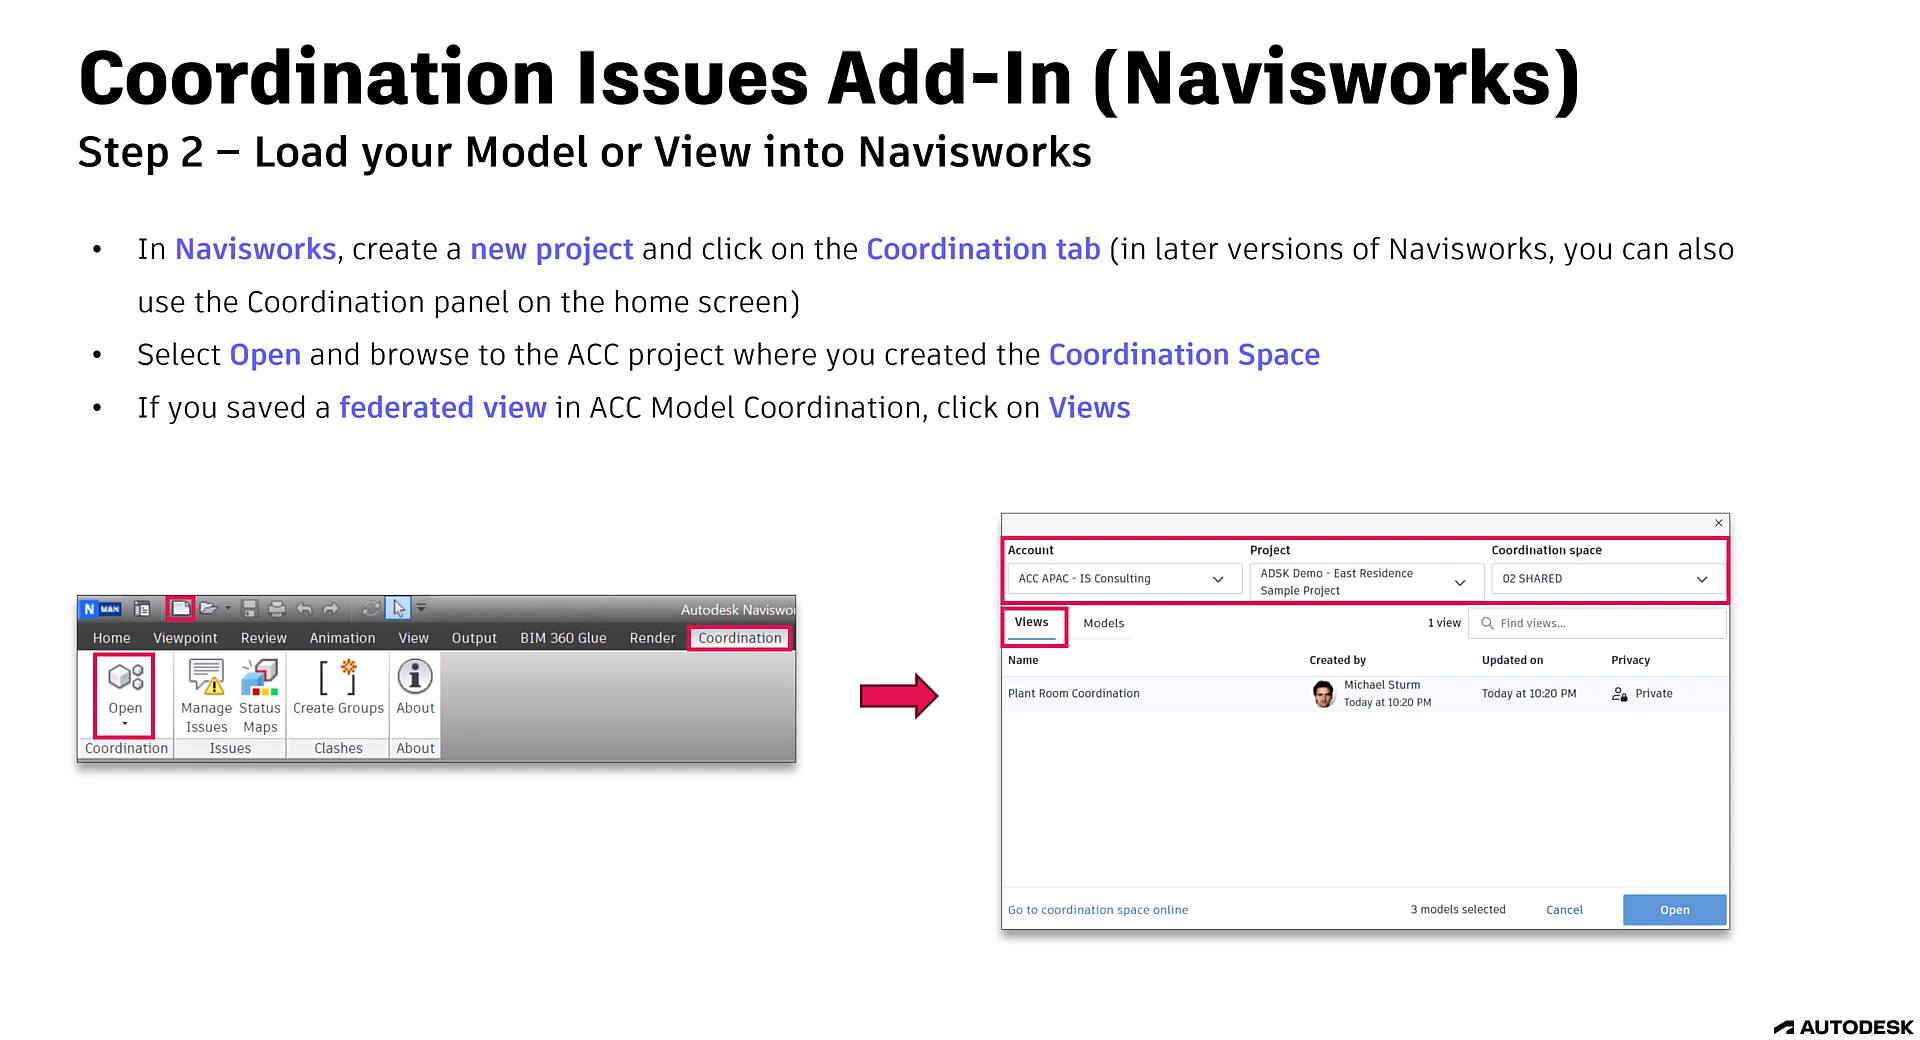 Coordination Issues Add-In (Navisworks)
Step 2 – Load your Model or View into Navisworks
• In Navisworks, create a new project and click on the Coordination tab (in later versions of Navisworks, you can also
use the Coordination panel on the home screen)
• Select Open and browse to the ACC project where you created the Coordination Space
• If you saved a federated view in ACC Model Coordination, click on Views
N MAN Autodesk Naviswo
Home Viewpoint Review Animation View Output BIM 360 Glue Render Coordination
Open Manage Issues Status Maps Create Groups About
Coordination Issues Clashes About
Account Project Coordination space
ACC APAC - IS Consulting ADSK Demo - East Residence Sample Project 02 SHARED
Views Models 1 view Find views...
Name Created by Updated on Privacy
Plant Room Coordination Michael Sturm Today at 10:20 PM Today at 10:20 PM Private
Go to coordination space online 3 models selected Cancel Open
AUTODESK